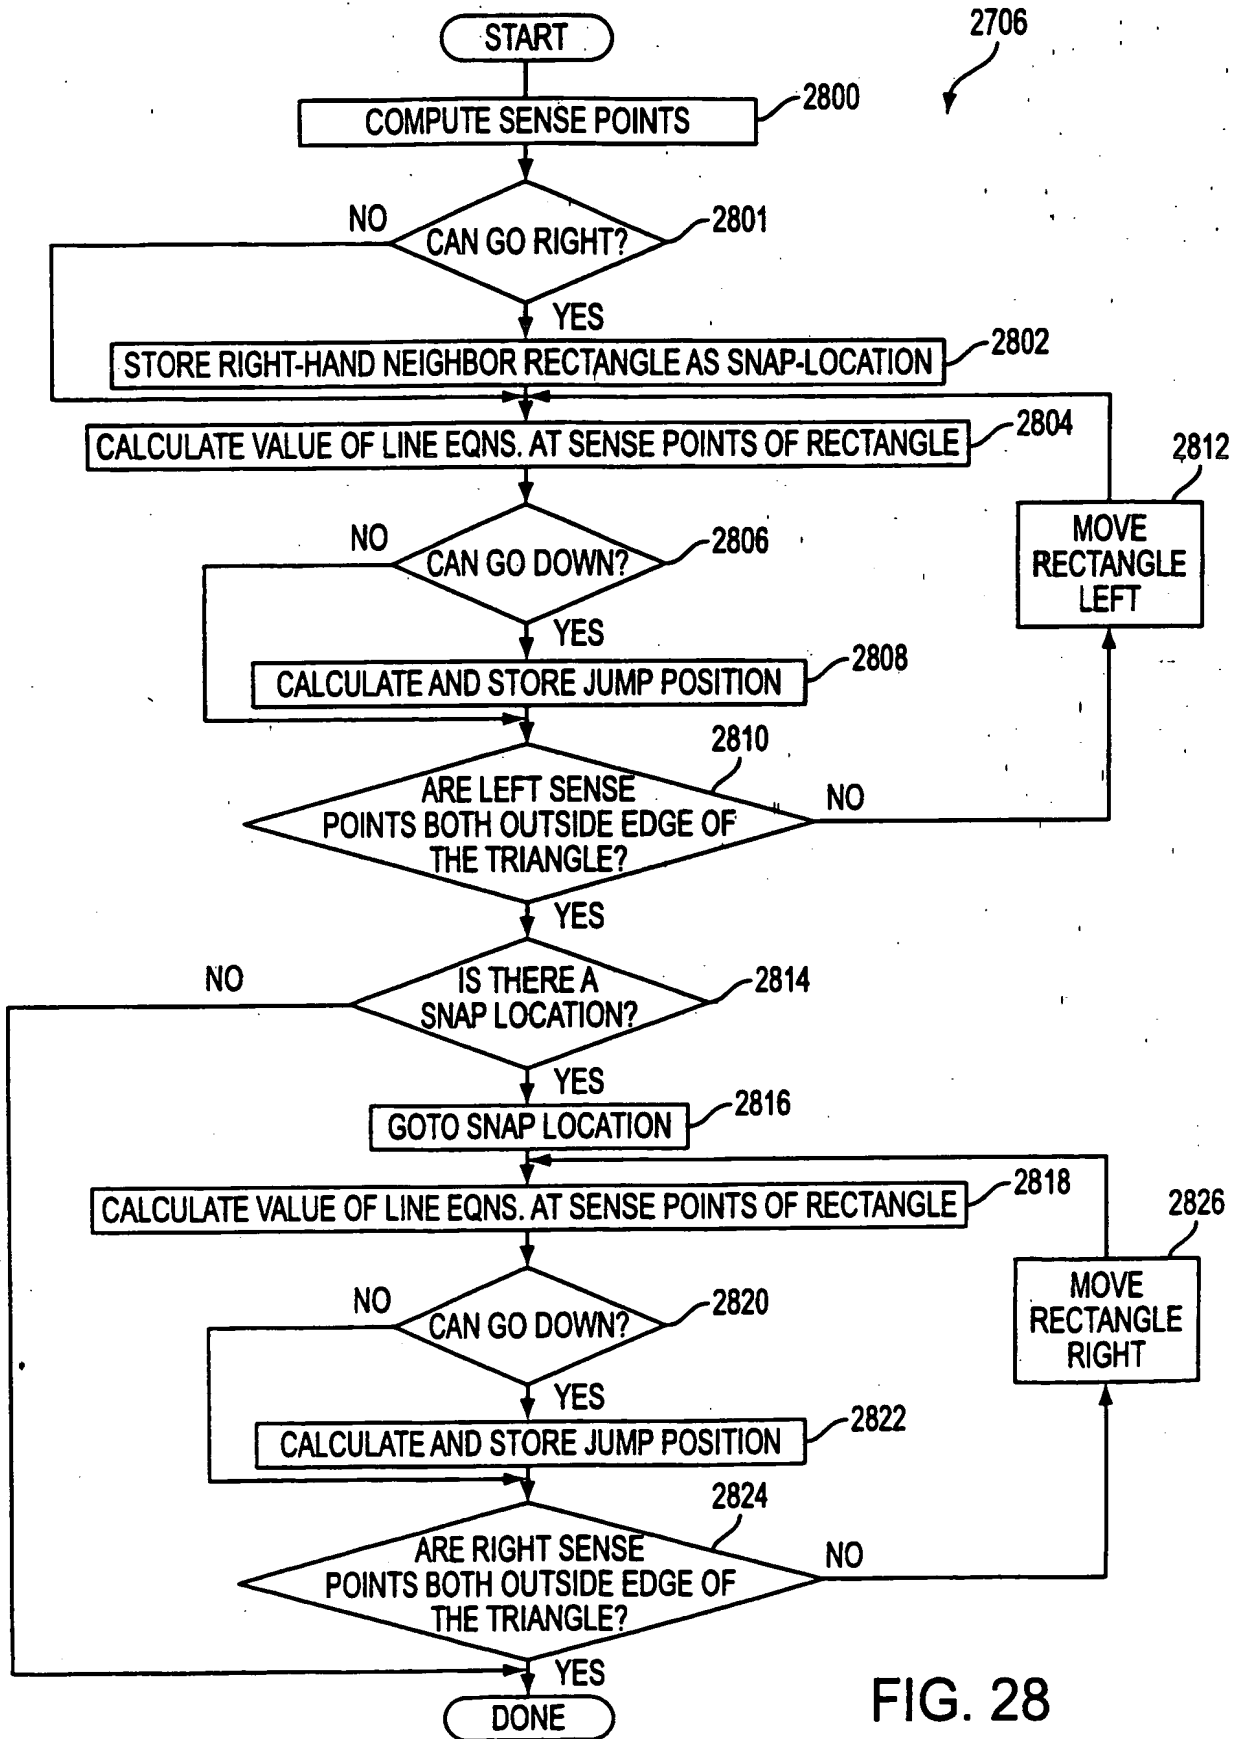 START
2706
2800
COMPUTE SENSE POINTS
NO
2801
CAN GO RIGHT?
YES
2802
STORE RIGHT-HAND NEIGHBOR RECTANGLE AS SNAP-LOCATION
2804
CALCULATE VALUE OF LINE EQNS. AT SENSE POINTS OF RECTANGLE
2812
MOVE
RECTANGLE
LEFT
NO
2806
CAN GO DOWN?
YES
2808
CALCULATE AND STORE JUMP POSITION
2810
ARE LEFT SENSE
POINTS BOTH OUTSIDE EDGE OF
THE TRIANGLE?
NO
YES
NO
IS THERE A
SNAP LOCATION?
2814
YES
2816
GOTO SNAP LOCATION
2818
CALCULATE VALUE OF LINE EQNS. AT SENSE POINTS OF RECTANGLE
2826
MOVE
RECTANGLE
RIGHT
NO
2820
CAN GO DOWN?
YES
2822
CALCULATE AND STORE JUMP POSITION
2824
ARE RIGHT SENSE
POINTS BOTH OUTSIDE EDGE OF
THE TRIANGLE?
NO
YES
DONE
FIG. 28